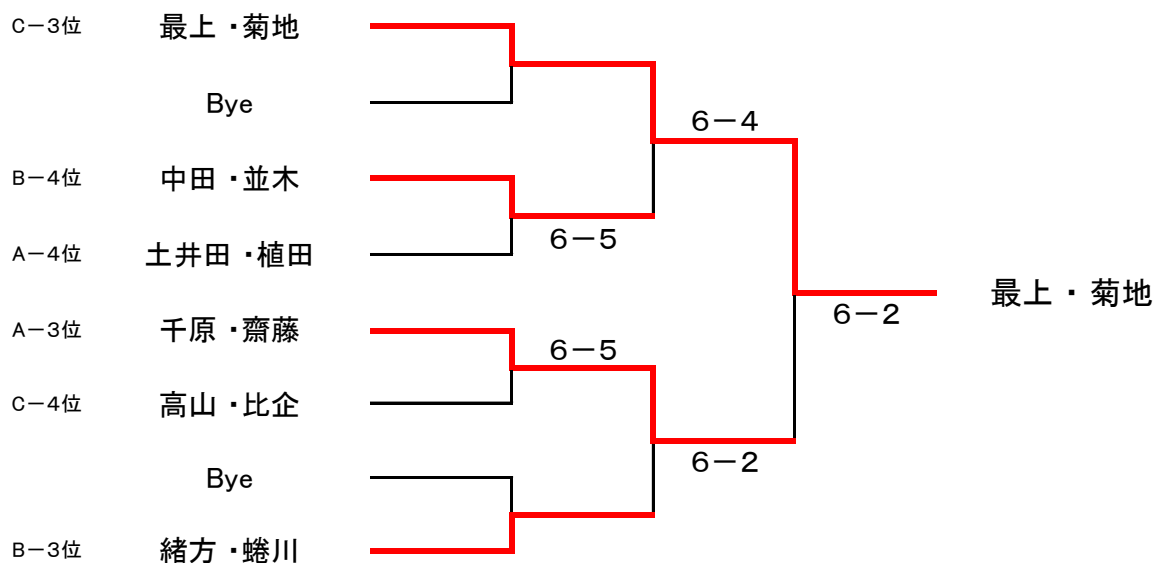 C－3位 最上・菊地
Bye
6－4
B－4位 中田・並木
6－5
A－4位 土井田・植田
最上・菊地
6－2
A－3位 千原・齋藤
6－5
C－4位 高山・比企
6－2
Bye
B－3位 緒方・蜷川